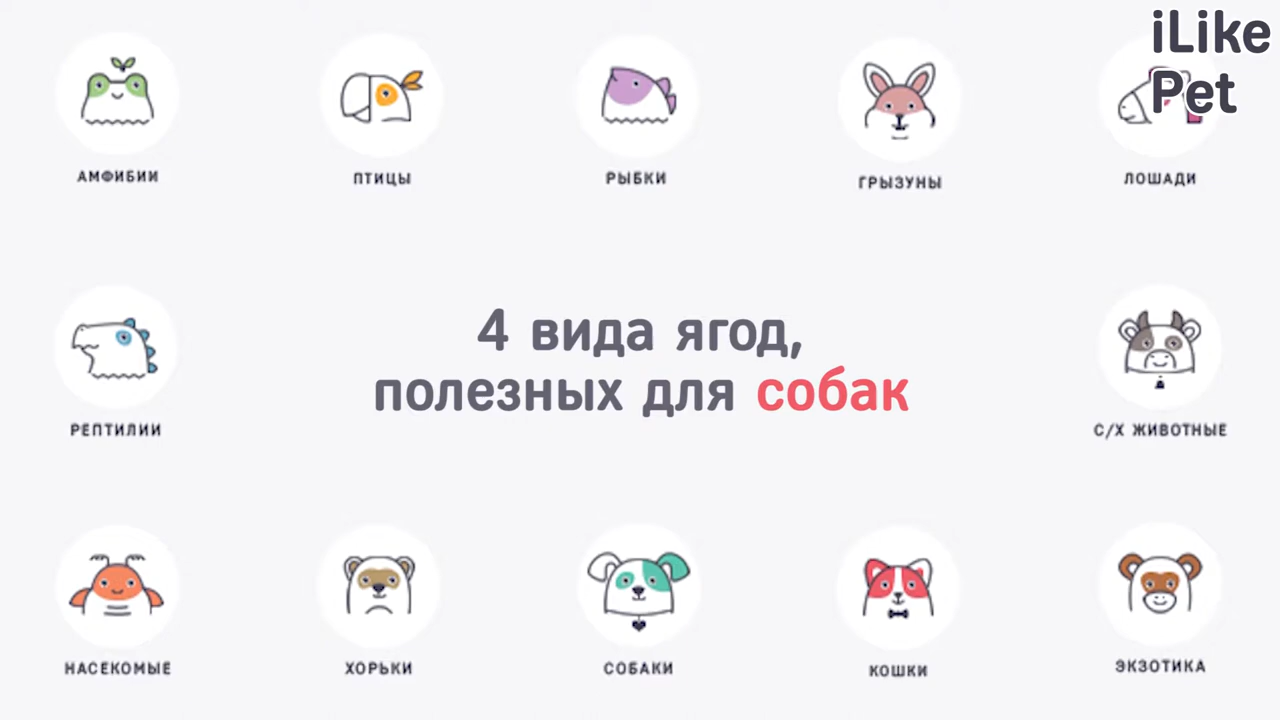 iLike
Pet
АМФИБИИ
ПТИЦЫ
РЫБКИ
ГРЫЗУНЫ
ЛОШАДИ
4 вида ягод,
полезных для собак
РЕПТИЛИИ
С/Х ЖИВОТНЫЕ
НАСЕКОМЫЕ
ХОРЬКИ
СОБАКИ
КОШКИ
ЭКЗОТИКА